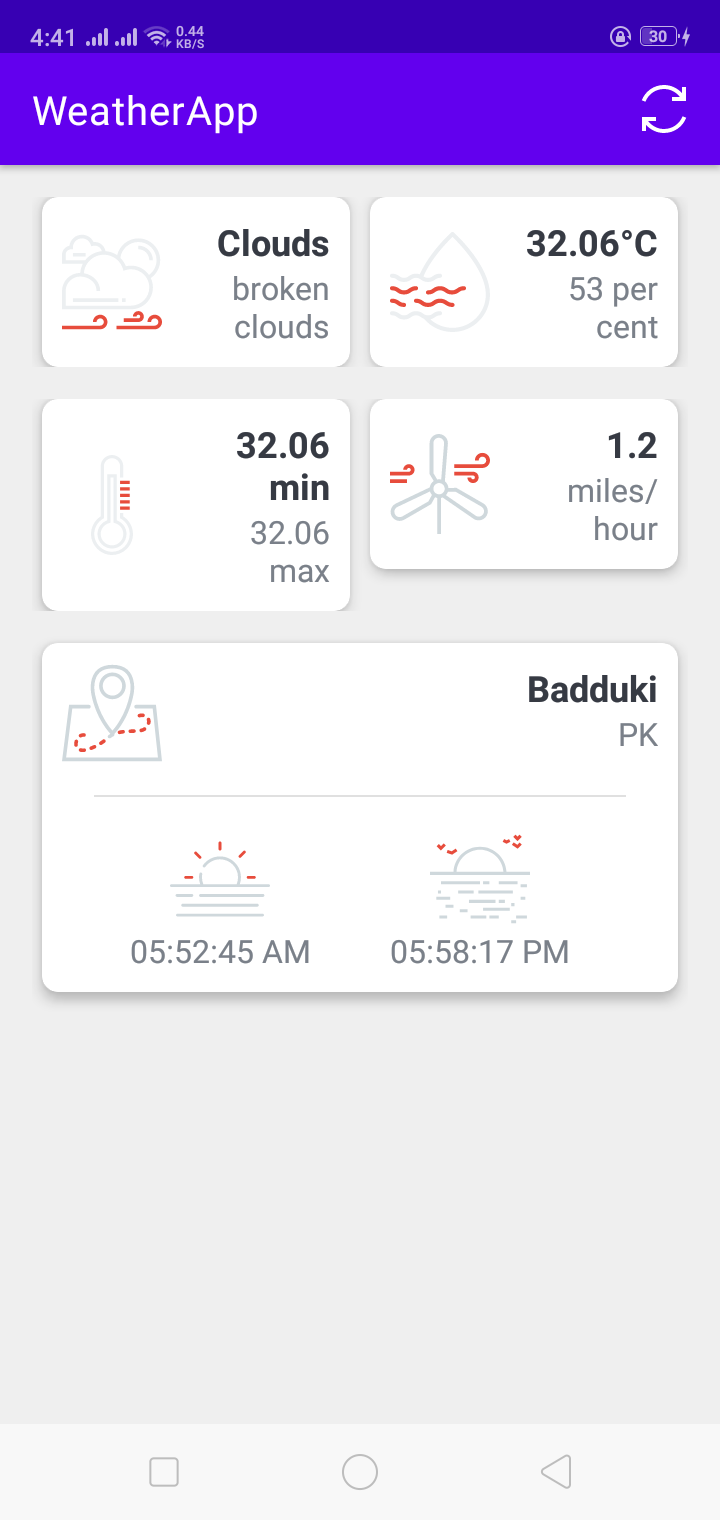 4:41
0.44
KB/S
30
WeatherApp
Clouds
broken
clouds
32.06°C
53 per
cent
32.06
min
32.06
max
1.2
miles/
hour
Badduki
PK
05:52:45 AM
05:58:17 PM